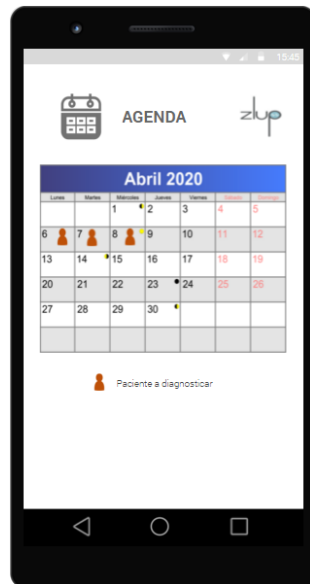 15:45
AGENDA
zlup
Abril 2020
Lunes Martes Miércoles Jueves Viernes Sábado Domingo
1 2 3 4 5
6 7 8 9 10 11 12
13 14 15 16 17 18 19
20 21 22 23 24 25 26
27 28 29 30
Paciente a diagnosticar